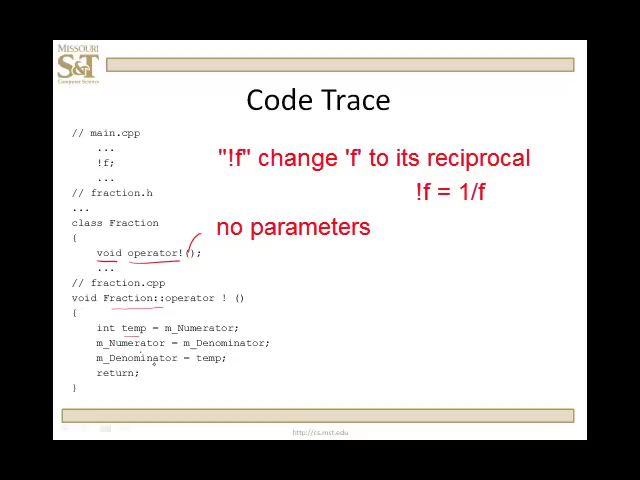 MISSOURI
S&T
Computer Science
Code Trace
// main.cpp
...
!f;
...
// fraction.h
...
class Fraction
{
void operator!();
...
// fraction.cpp
void Fraction::operator ! ()
{
int temp = m_Numerator;
m_Numerator = m_Denominator;
m_Denominator = temp;
return;
}
"!f" change 'f' to its reciprocal
!f = 1/f
no parameters
http://cs.mst.edu